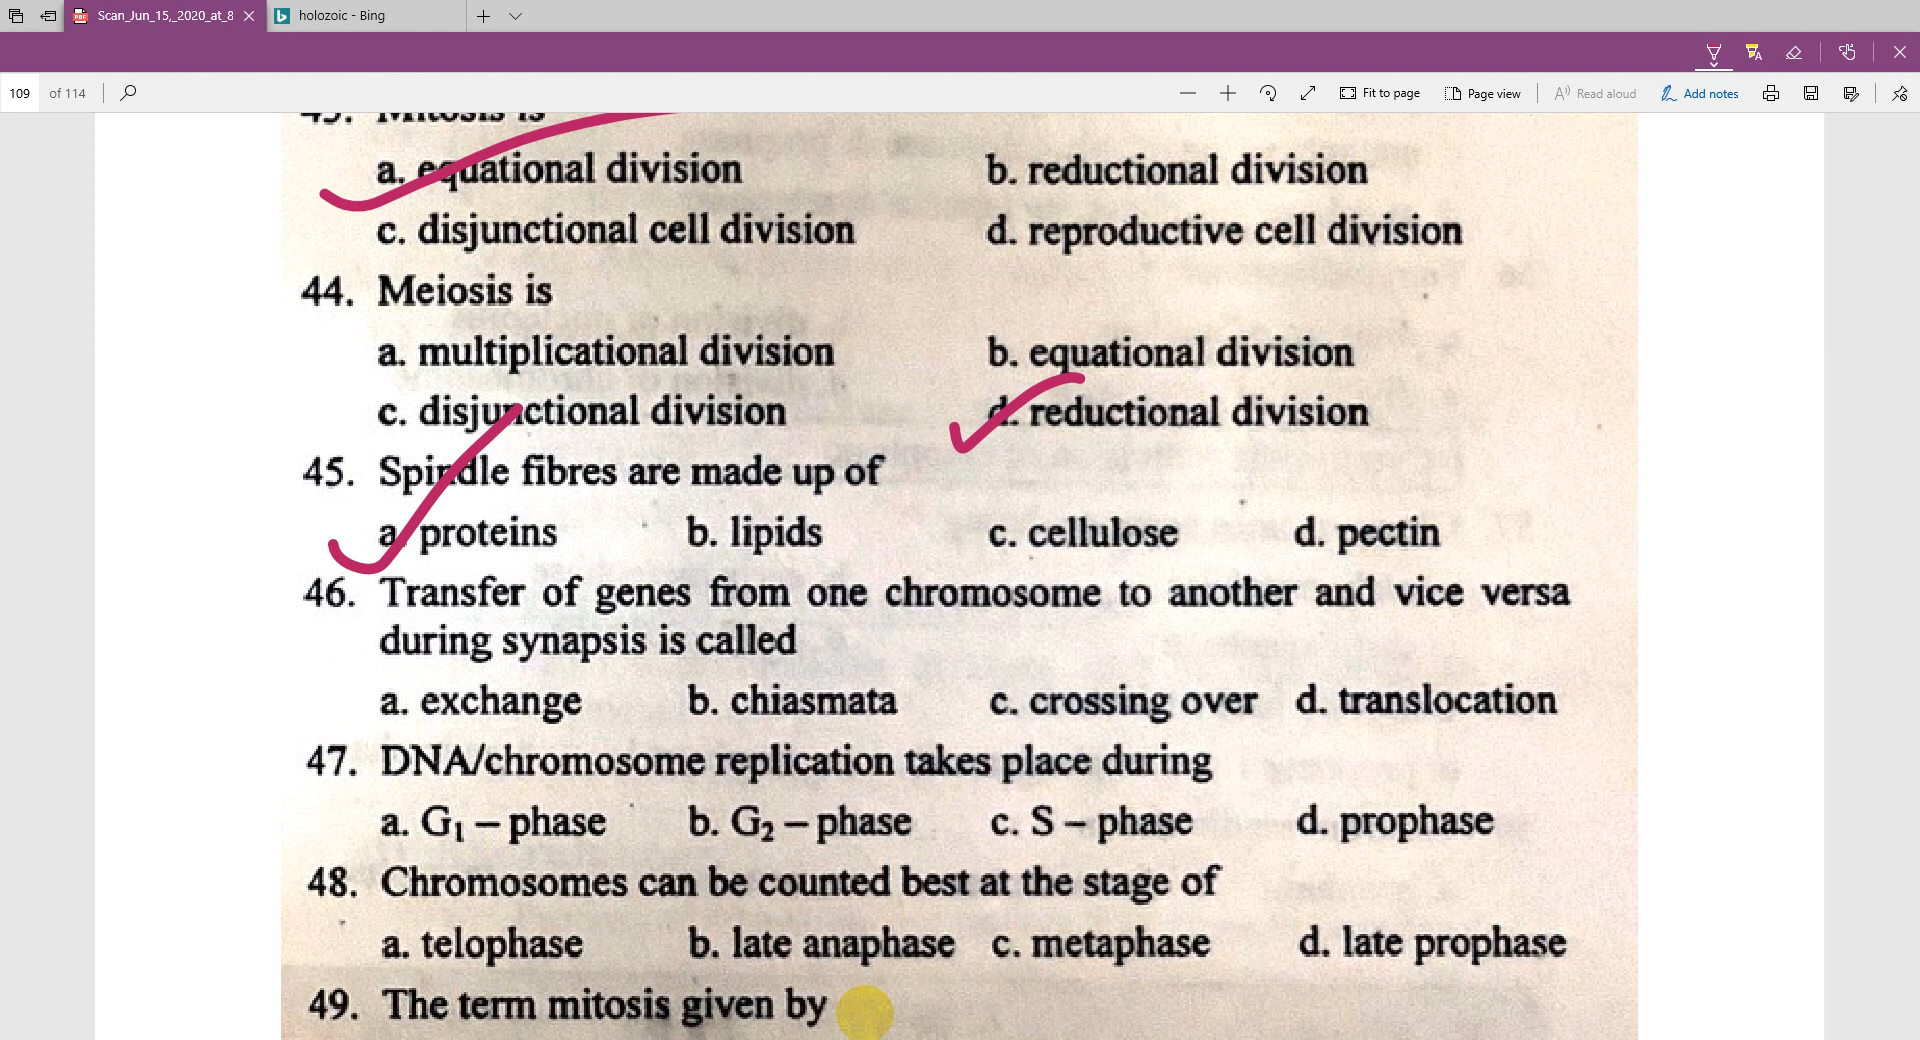 Scan_Jun_15,_2020_at_8
holozoic - Bing
109 of 114
Fit to page
Page view
Read aloud
Add notes
43. Mitosis is
a. equational division b. reductional division
c. disjunctional cell division d. reproductive cell division
44. Meiosis is
a. multiplicational division b. equational division
c. disjunctional division d. reductional division
45. Spindle fibres are made up of
a. proteins b. lipids c. cellulose d. pectin
46. Transfer of genes from one chromosome to another and vice versa
during synapsis is called
a. exchange b. chiasmata c. crossing over d. translocation
47. DNA/chromosome replication takes place during
a. G₁ – phase b. G₂ – phase c. S – phase d. prophase
48. Chromosomes can be counted best at the stage of
a. telophase b. late anaphase c. metaphase d. late prophase
49. The term mitosis given by